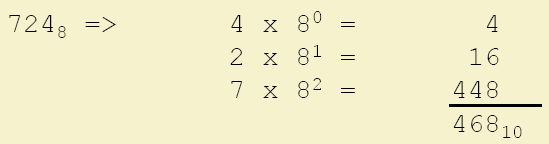 724₈ => 4 x 8⁰ = 4
2 x 8¹ = 16
7 x 8² = 448
468₁₀